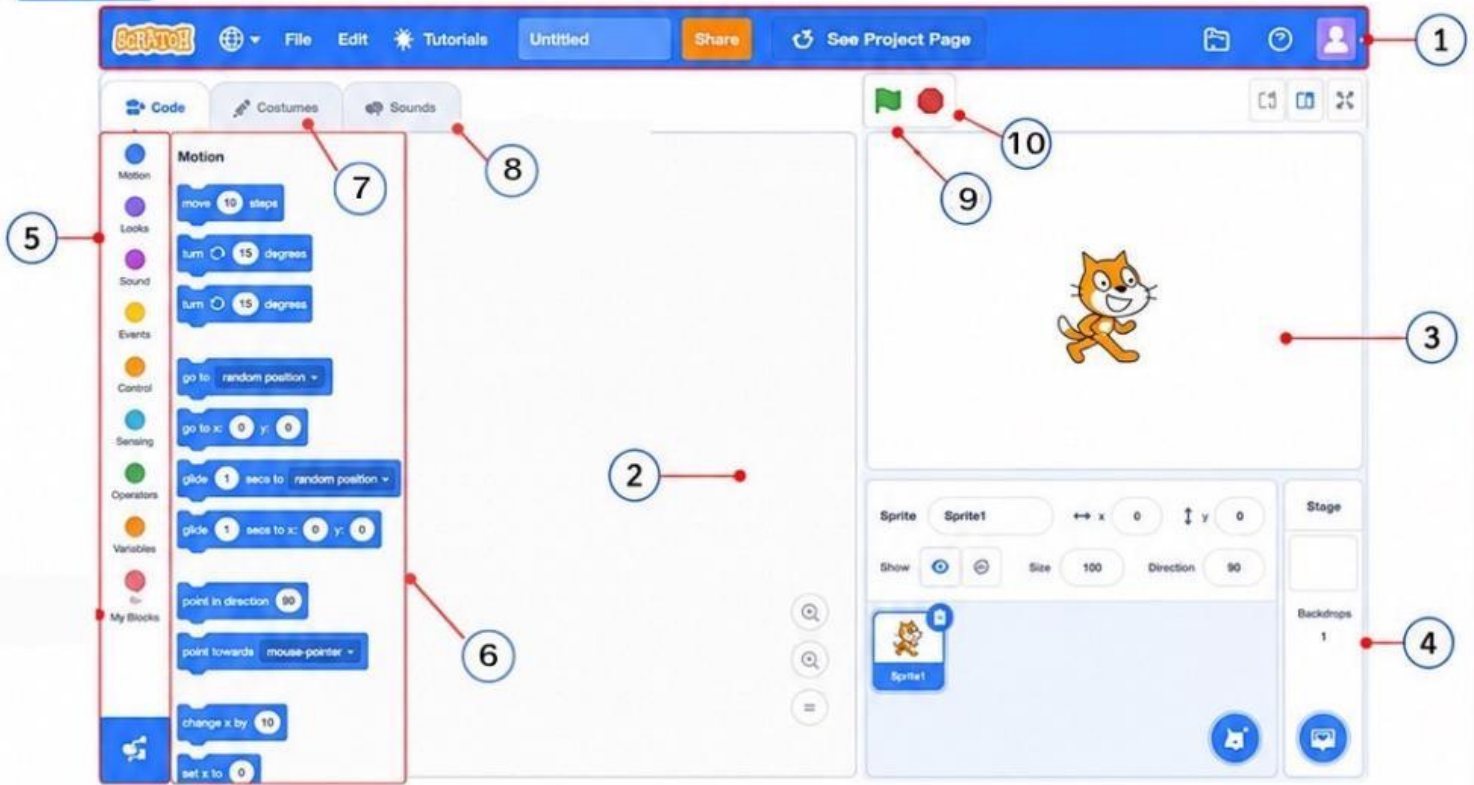 SCRATCH File Edit Tutorials Untitled Share See Project Page
1
Code Costumes Sounds
7
8
9
10
5
Motion
Looks
Sound
Events
Control
Sensing
Operators
Variables
My Blocks
Motion
move 10 steps
turn 15 degrees
turn 15 degrees
go to random position
go to x: 0 y: 0
glide 1 secs to random position
glide 1 secs to x: 0 y: 0
point in direction 90
point towards mouse-pointer
change x by 10
set x to 0
6
2
3
Sprite Sprite1 x 0 y 0
Show Size 100 Direction 90
Sprite1
Stage
Backdrops
1
4